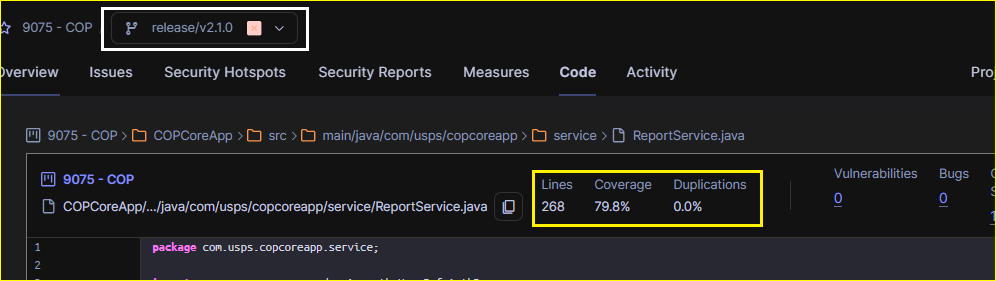 9075 - COP release/v2.1.0
Overview Issues Security Hotspots Security Reports Measures Code Activity
9075 - COP > COPCoreApp > src > main/java/com/usps/copcoreapp > service > ReportService.java
9075 - COP
COPCoreApp/.../java/com/usps/copcoreapp/service/ReportService.java
Lines Coverage Duplications Vulnerabilities Bugs
268 79.8% 0.0% 0 0
1 package com.usps.copcoreapp.service;
2